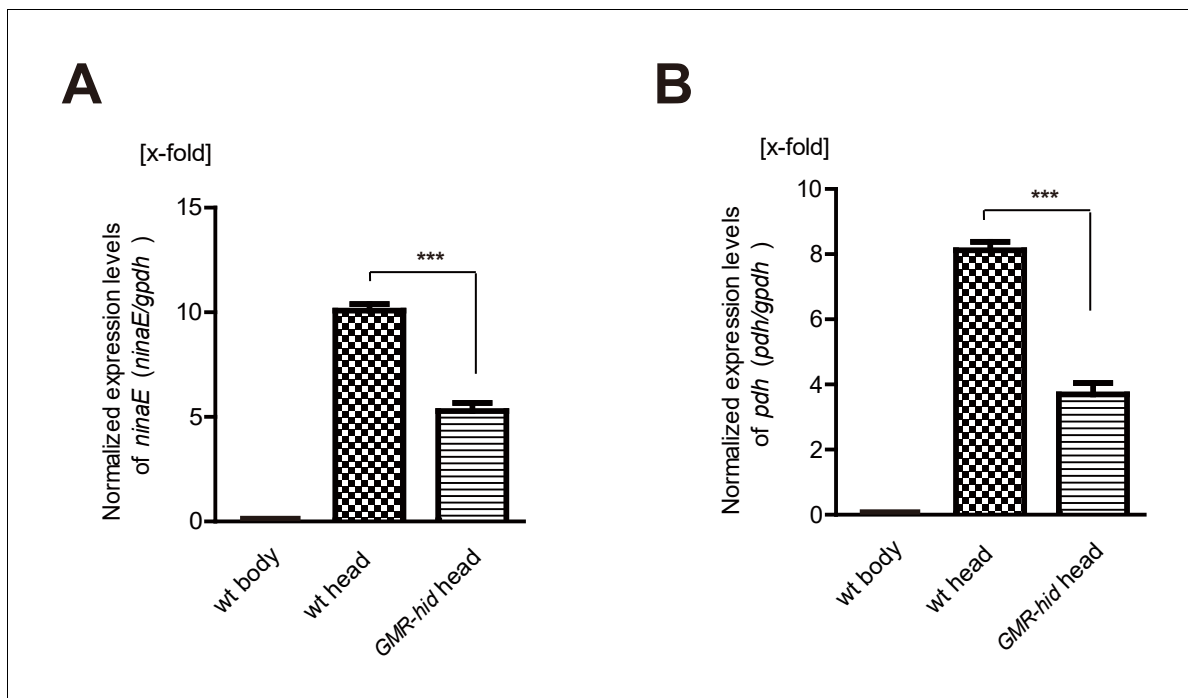 A
[x-fold]
Normalized expression levels
of ninaE (ninaE/gpdh )
15
10
5
0
***
wt body
wt head
GMR-hid head
B
[x-fold]
Normalized expression levels
of pdh (pdh/gpdh )
10
8
6
4
2
0
***
wt body
wt head
GMR-hid head